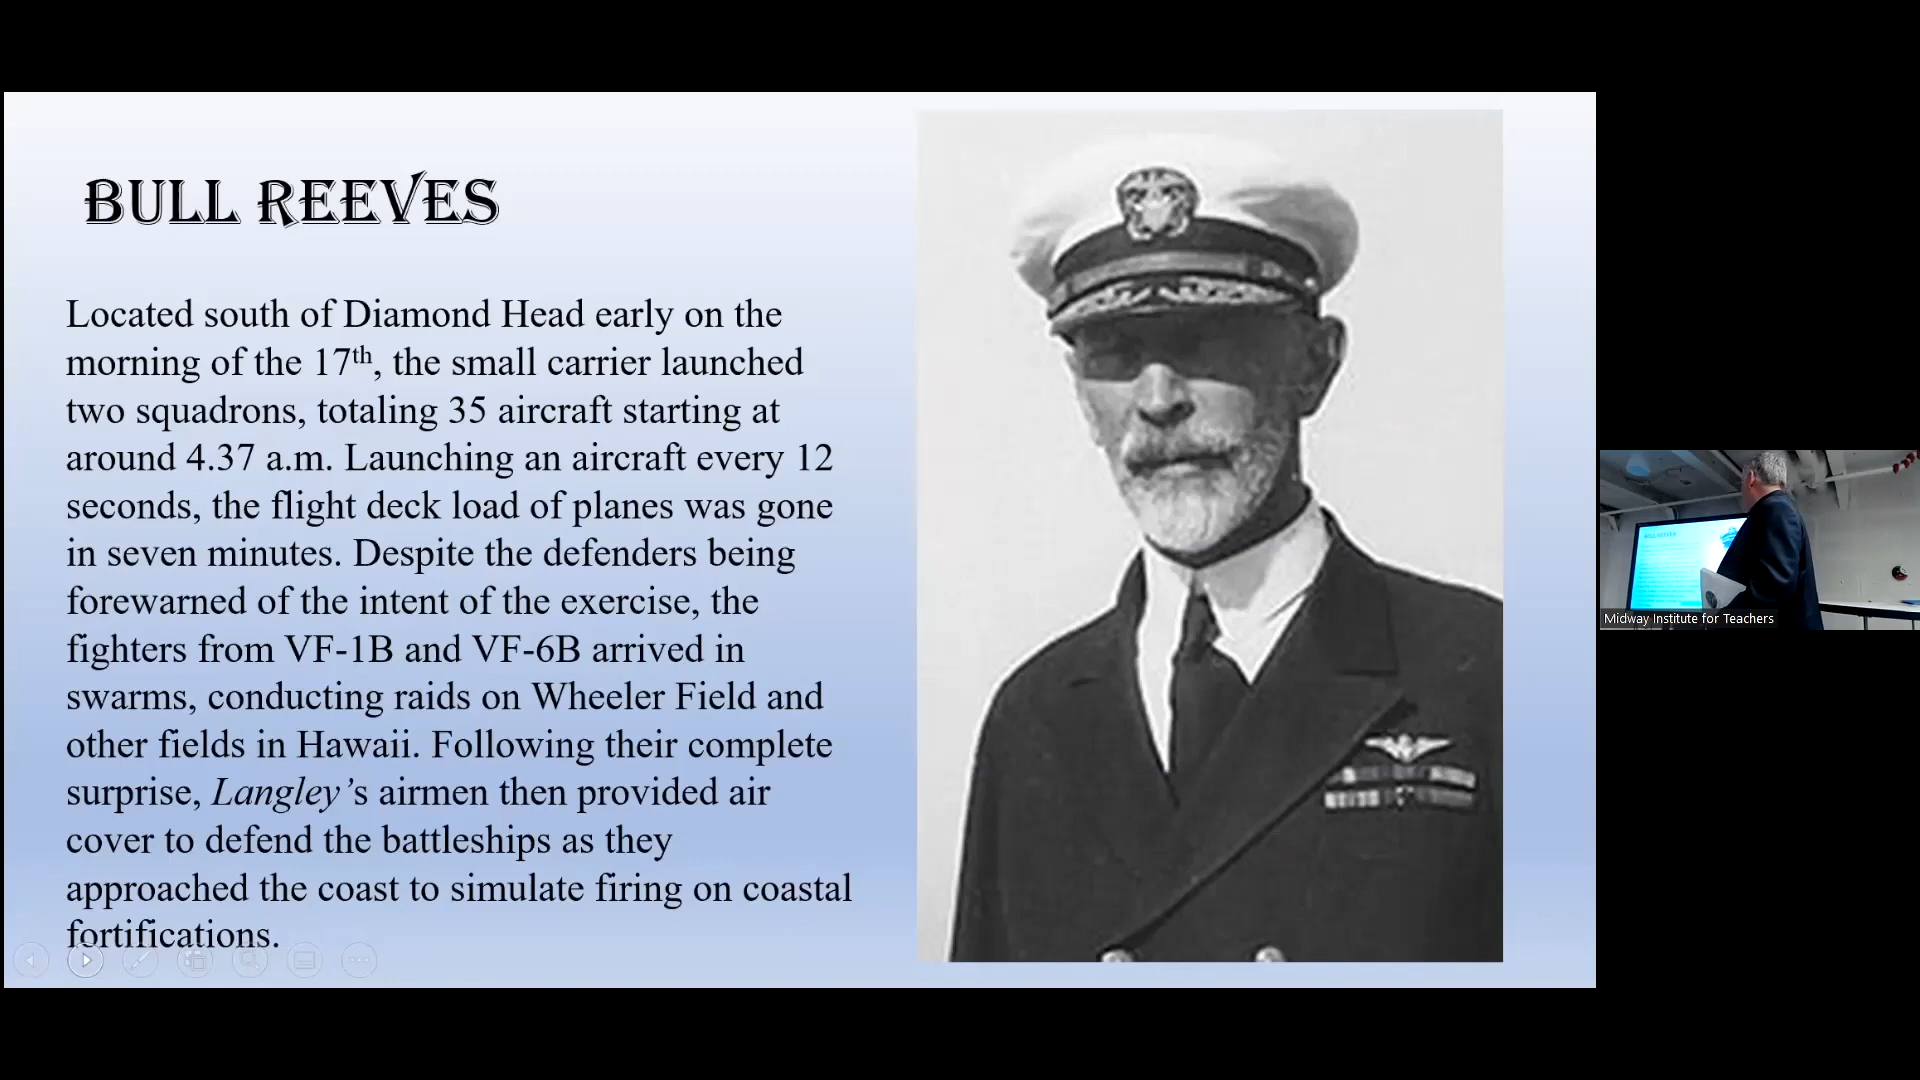 BULL REEVES
Located south of Diamond Head early on the
morning of the 17th, the small carrier launched
two squadrons, totaling 35 aircraft starting at
around 4.37 a.m. Launching an aircraft every 12
seconds, the flight deck load of planes was gone
in seven minutes. Despite the defenders being
forewarned of the intent of the exercise, the
fighters from VF-1B and VF-6B arrived in
swarms, conducting raids on Wheeler Field and
other fields in Hawaii. Following their complete
surprise, Langley’s airmen then provided air
cover to defend the battleships as they
approached the coast to simulate firing on coastal
fortifications.
BULL REEVES
Midway Institute for Teachers